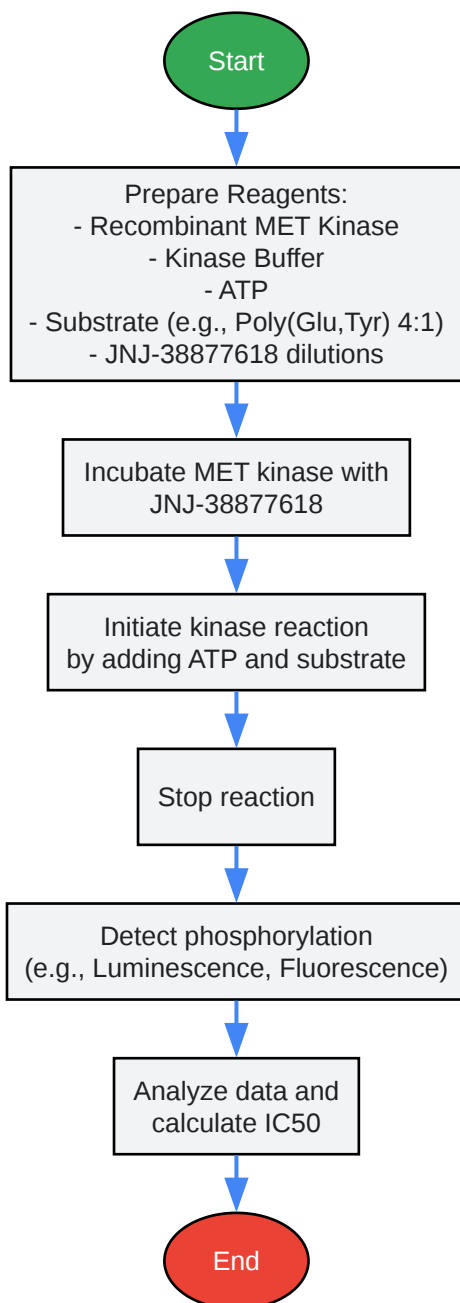 Start
Prepare Reagents:
- Recombinant MET Kinase
- Kinase Buffer
- ATP
- Substrate (e.g., Poly(Glu,Tyr) 4:1)
- JNJ-38877618 dilutions
Incubate MET kinase with
JNJ-38877618
Initiate kinase reaction
by adding ATP and substrate
Stop reaction
Detect phosphorylation
(e.g., Luminescence, Fluorescence)
Analyze data and
calculate IC50
End